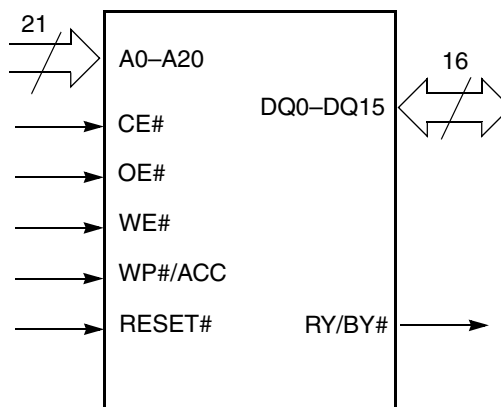 21
A0–A20
16
DQ0–DQ15
CE#
OE#
WE#
WP#/ACC
RESET#
RY/BY#